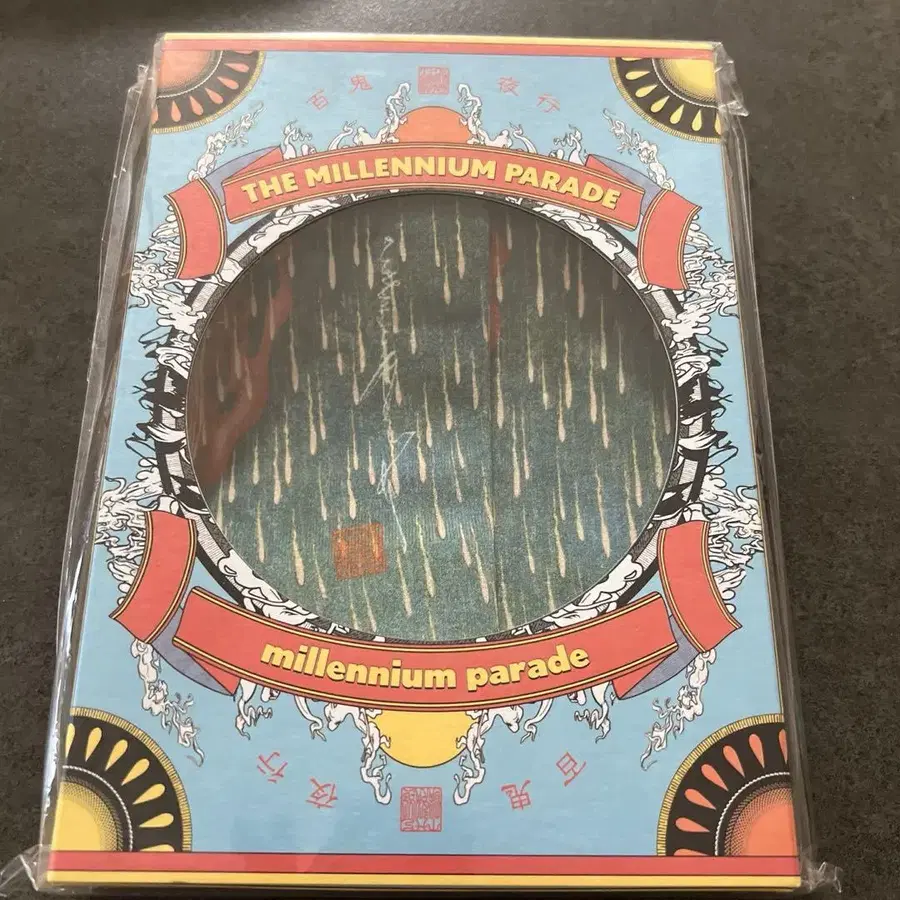 百鬼 夜行
THE MILLENNIUM PARADE
millennium parade
百鬼 夜行